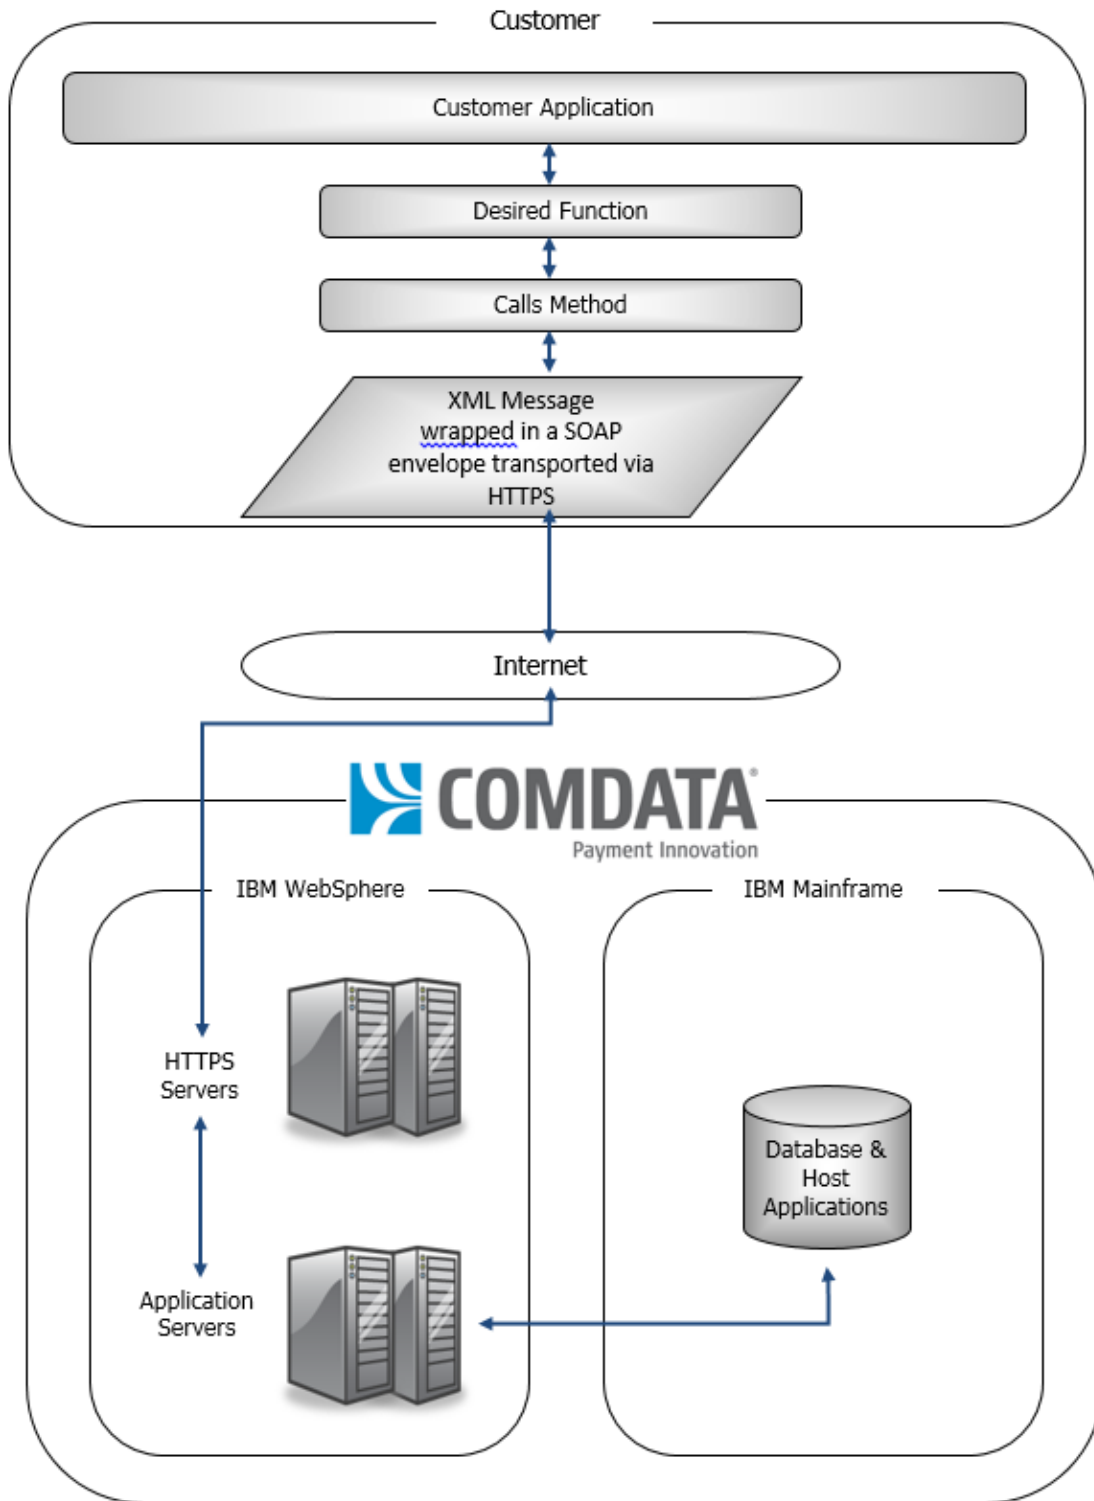 Customer
Customer Application
Desired Function
Calls Method
XML Message
wrapped in a SOAP
envelope transported via
HTTPS
Internet
COMDATA®
Payment Innovation
IBM WebSphere
IBM Mainframe
HTTPS
Servers
Database &
Host
Applications
Application
Servers